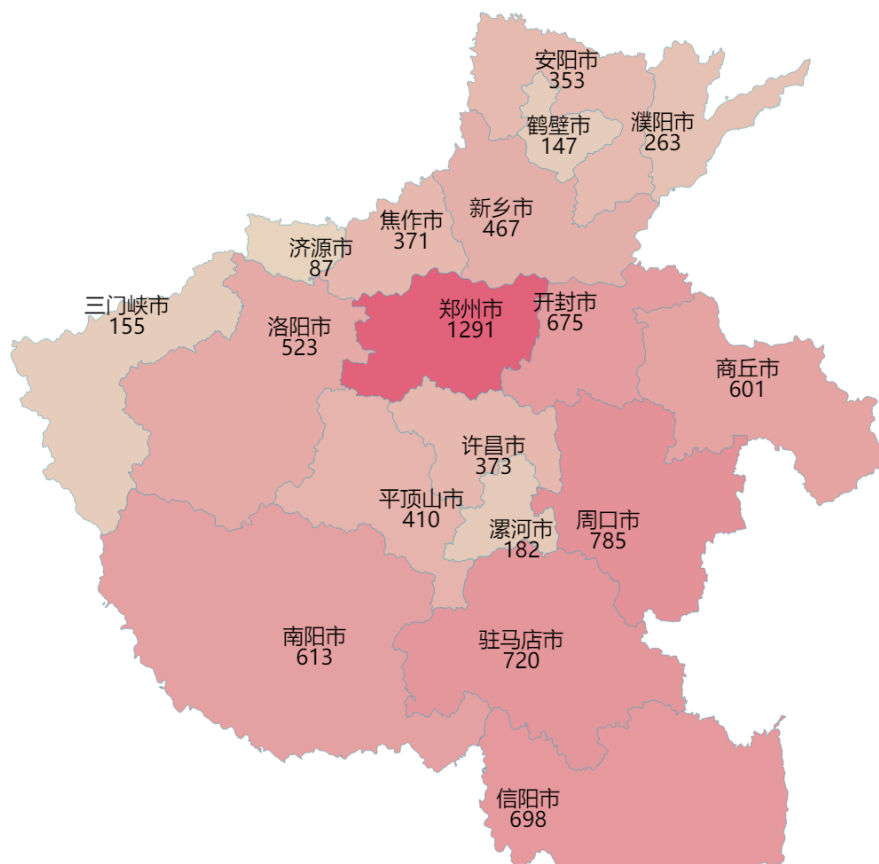 安阳市
353
鹤壁市
147
濮阳市
263
新乡市
467
焦作市
371
济源市
87
三门峡市
155
洛阳市
523
郑州市
1291
开封市
675
商丘市
601
许昌市
373
平顶山市
410
漯河市
182
周口市
785
南阳市
613
驻马店市
720
信阳市
698